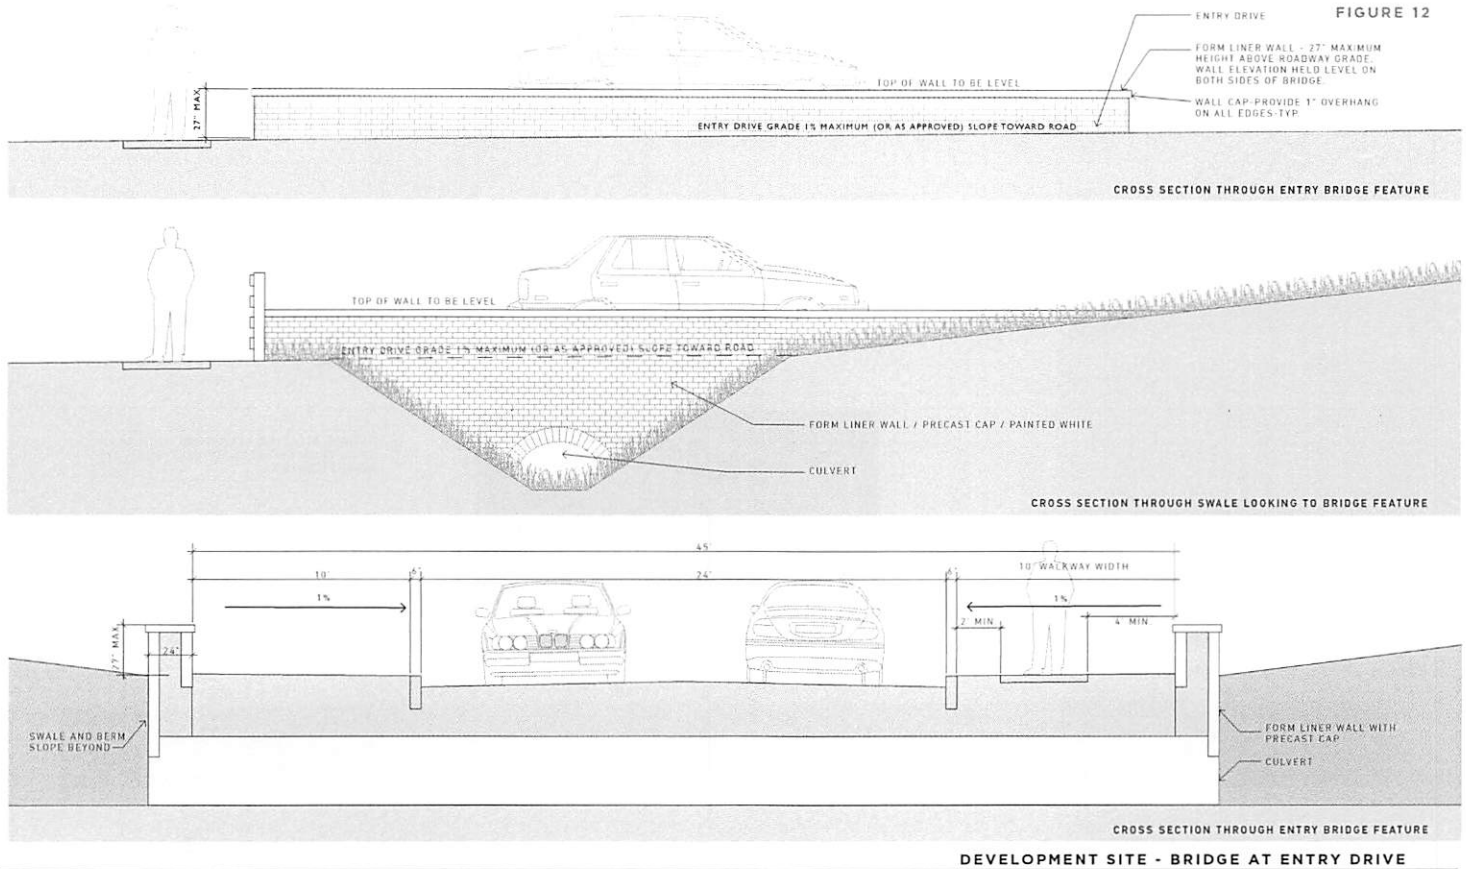 FIGURE 12
ENTRY DRIVE
FORM LINER WALL - 27" MAXIMUM
HEIGHT ABOVE ROADWAY GRADE.
WALL ELEVATION HELD LEVEL ON
BOTH SIDES OF BRIDGE.
WALL CAP-PROVIDE 1" OVERHANG
ON ALL EDGES-TYP.
TOP OF WALL TO BE LEVEL
27" MAX
ENTRY DRIVE GRADE 1% MAXIMUM (OR AS APPROVED) SLOPE TOWARD ROAD
CROSS SECTION THROUGH ENTRY BRIDGE FEATURE
TOP OF WALL TO BE LEVEL
ENTRY DRIVE GRADE 1% MAXIMUM (OR AS APPROVED) SLOPE TOWARD ROAD
FORM LINER WALL / PRECAST CAP / PAINTED WHITE
CULVERT
CROSS SECTION THROUGH SWALE LOOKING TO BRIDGE FEATURE
45'
10' 6" 24' 6" 10' WALKWAY WIDTH
1% 1%
2' MIN 4' MIN
27" MAX
24"
SWALE AND BERM
SLOPE BEYOND
FORM LINER WALL WITH
PRECAST CAP
CULVERT
CROSS SECTION THROUGH ENTRY BRIDGE FEATURE
DEVELOPMENT SITE - BRIDGE AT ENTRY DRIVE